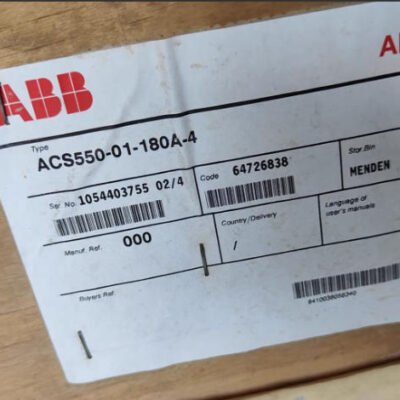 ABB
Type
ACS550-01-180A-4
Ser. No. 1054403755 02/4
Code 64726838
Stor.Bin
MENDEN
Manuf. Ref. 000
Country/Delivery
/
Language of
user's manuals
Buyers Ref.